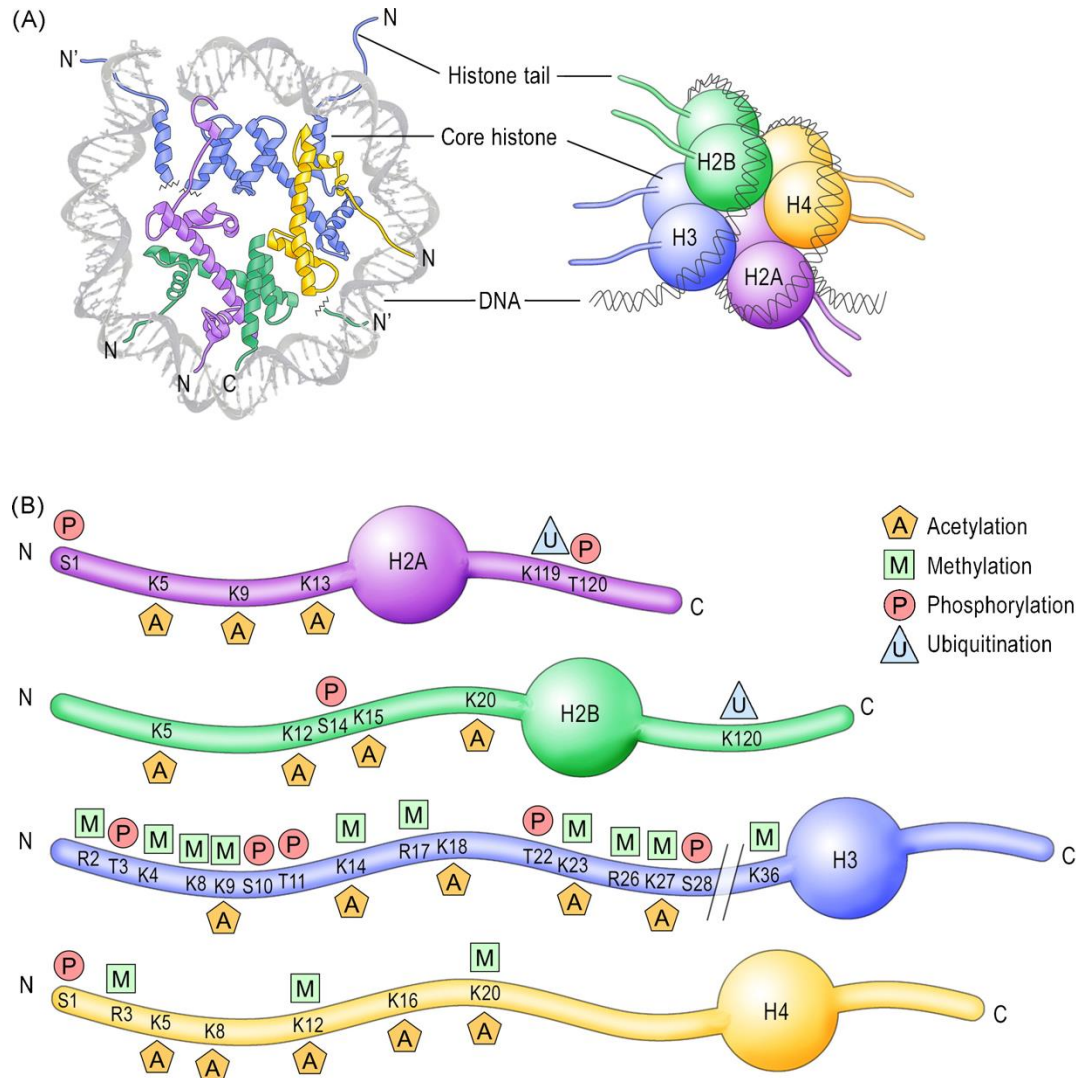 (A)
N
N'
Histone tail
Core histone
H2B
H4
H3
H2A
N
DNA
N'
N
N
C
(B)
P
N
S1
K5
K9
K13
H2A
U
P
K119
T120
C
A
A
A
A Acetylation
M Methylation
P Phosphorylation
U Ubiquitination
N
P
K5
K12
S14
K15
K20
H2B
U
K120
C
A
A
A
A
N
M
P
M
M
M
P
P
M
M
P
M
M
M
P
M
R2
T3
K4
K8
K9
S10
T11
K14
R17
K18
T22
K23
R26
K27
S28
K36
H3
C
A
A
A
A
A
N
P
M
M
M
S1
R3
K5
K8
K12
K16
K20
H4
C
A
A
A
A
A